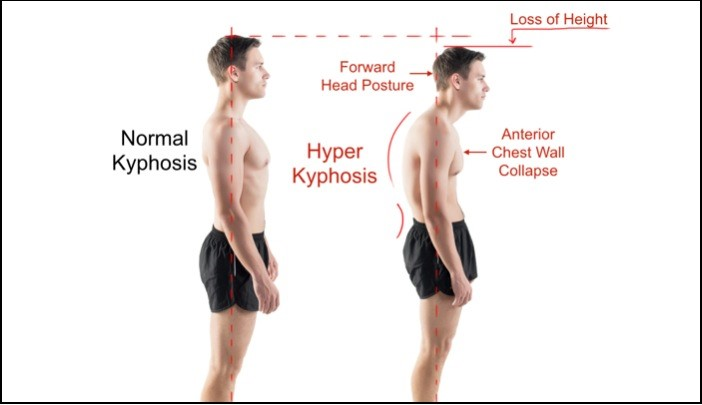 Loss of Height
Forward
Head Posture
Normal
Kyphosis
Hyper
Kyphosis
Anterior
Chest Wall
Collapse